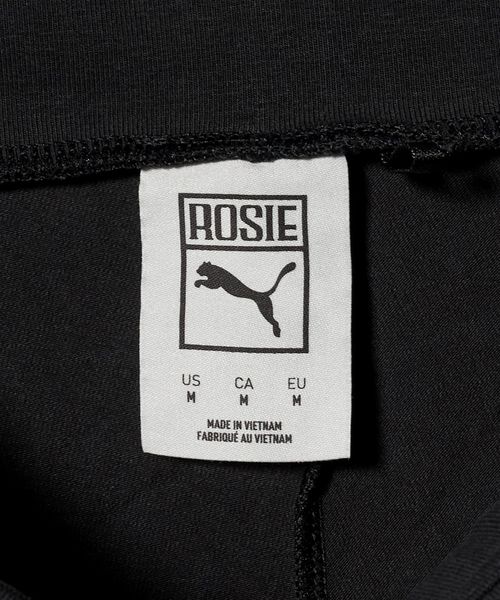 ROSIE
US CA EU
M M M
MADE IN VIETNAM
FABRIQUÉ AU VIETNAM